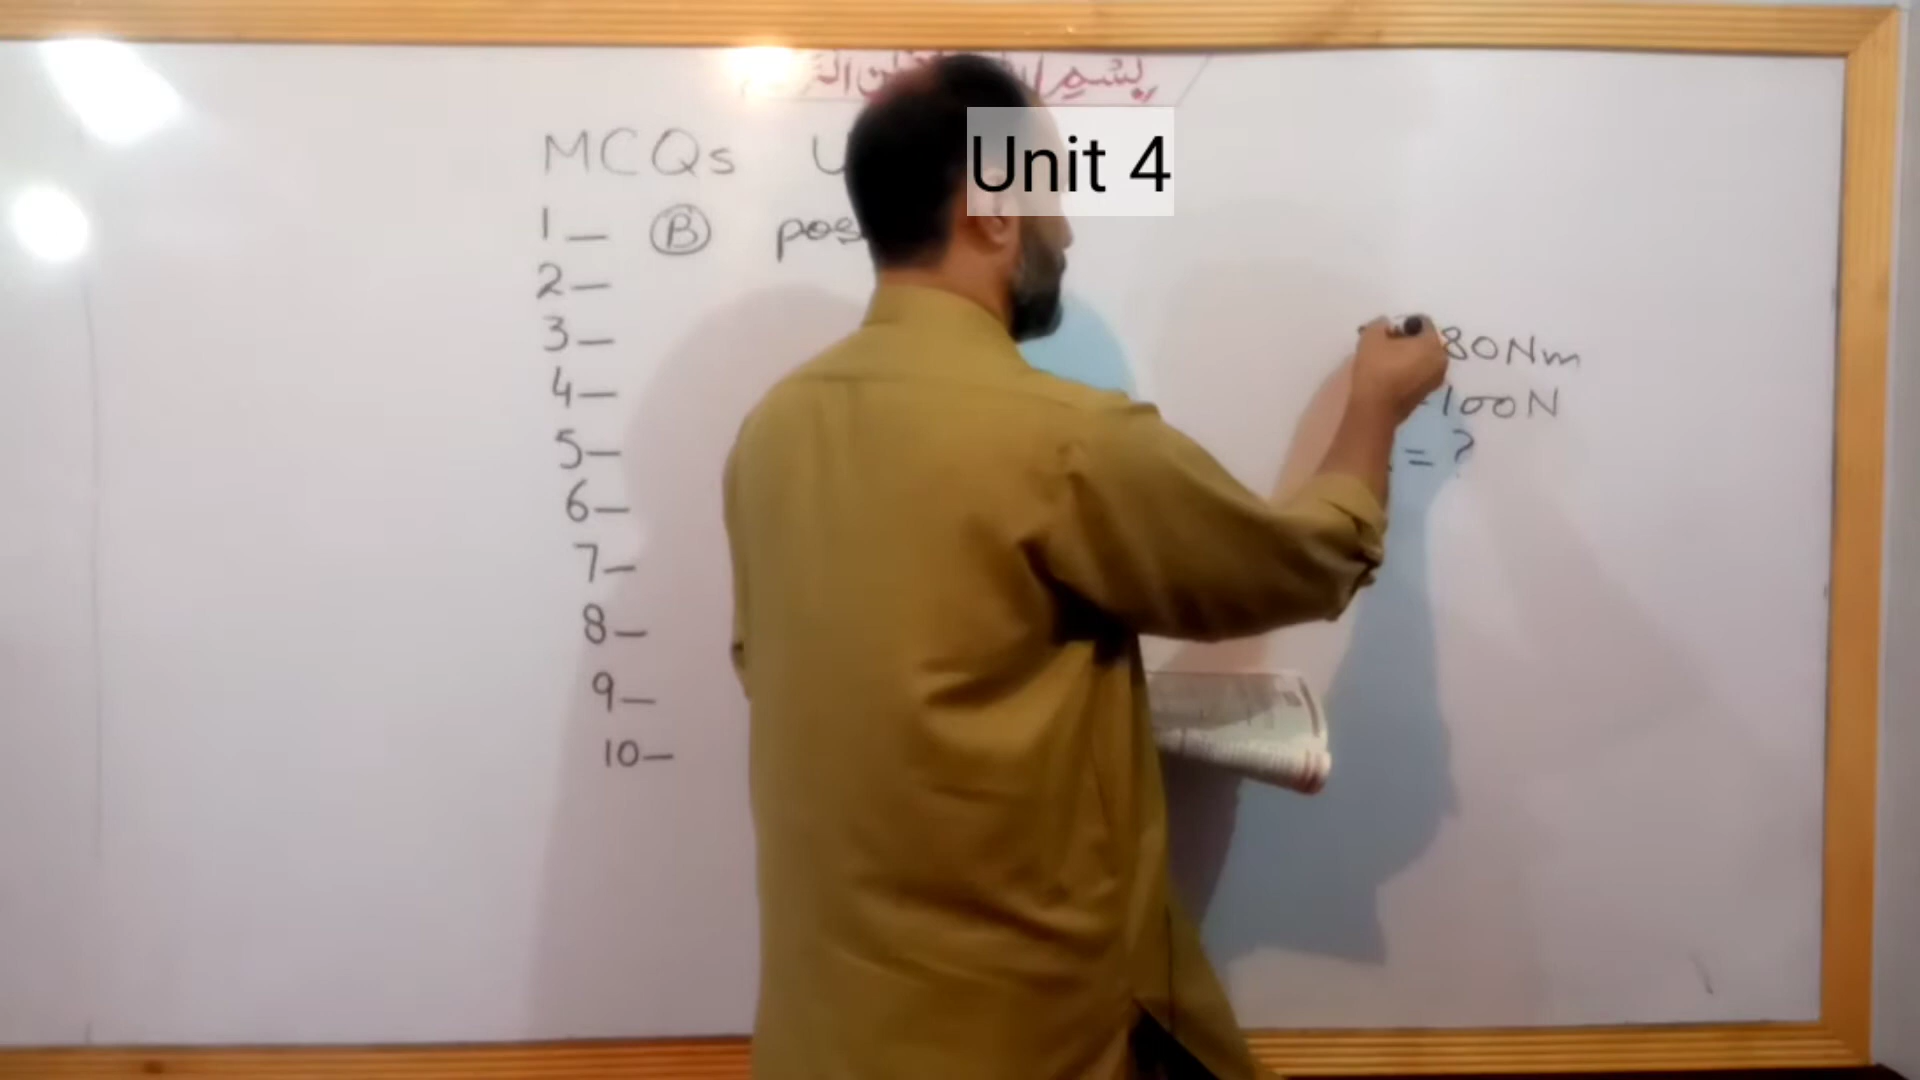 بِسْمِ
MCQs
Unit 4
1— Ⓑ pos
2—
3—
4—
5—
6—
7—
8—
9—
10—
80Nm
=100N
= ?